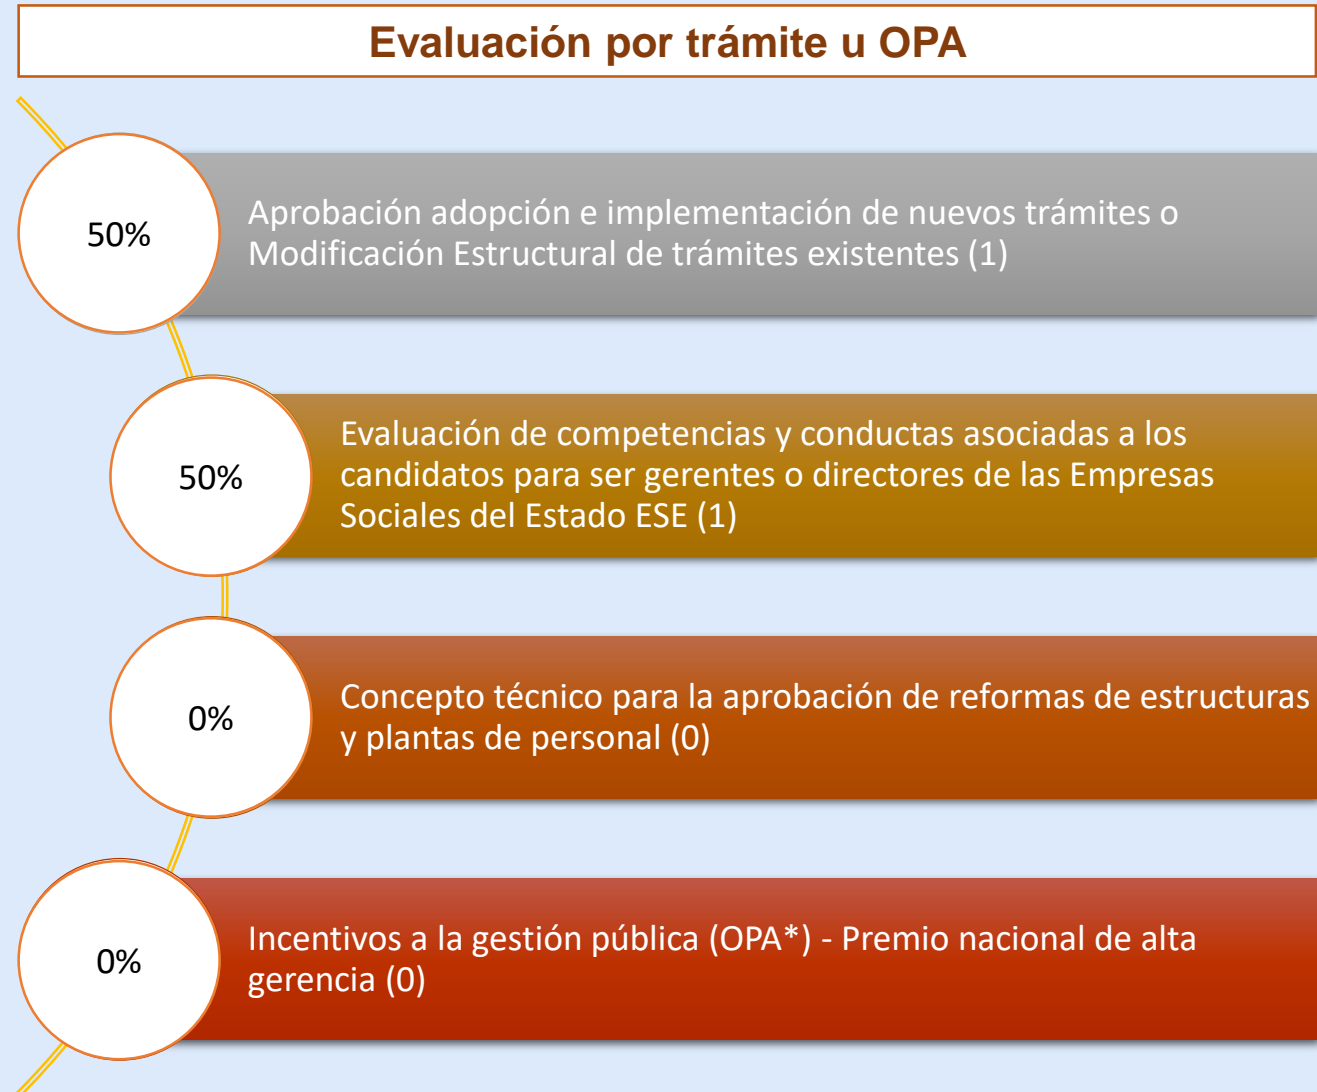 Evaluación por trámite u OPA
50%
Aprobación adopción e implementación de nuevos trámites o
Modificación Estructural de trámites existentes (1)
50%
Evaluación de competencias y conductas asociadas a los
candidatos para ser gerentes o directores de las Empresas
Sociales del Estado ESE (1)
0%
Concepto técnico para la aprobación de reformas de estructuras
y plantas de personal (0)
0%
Incentivos a la gestión pública (OPA*) - Premio nacional de alta
gerencia (0)